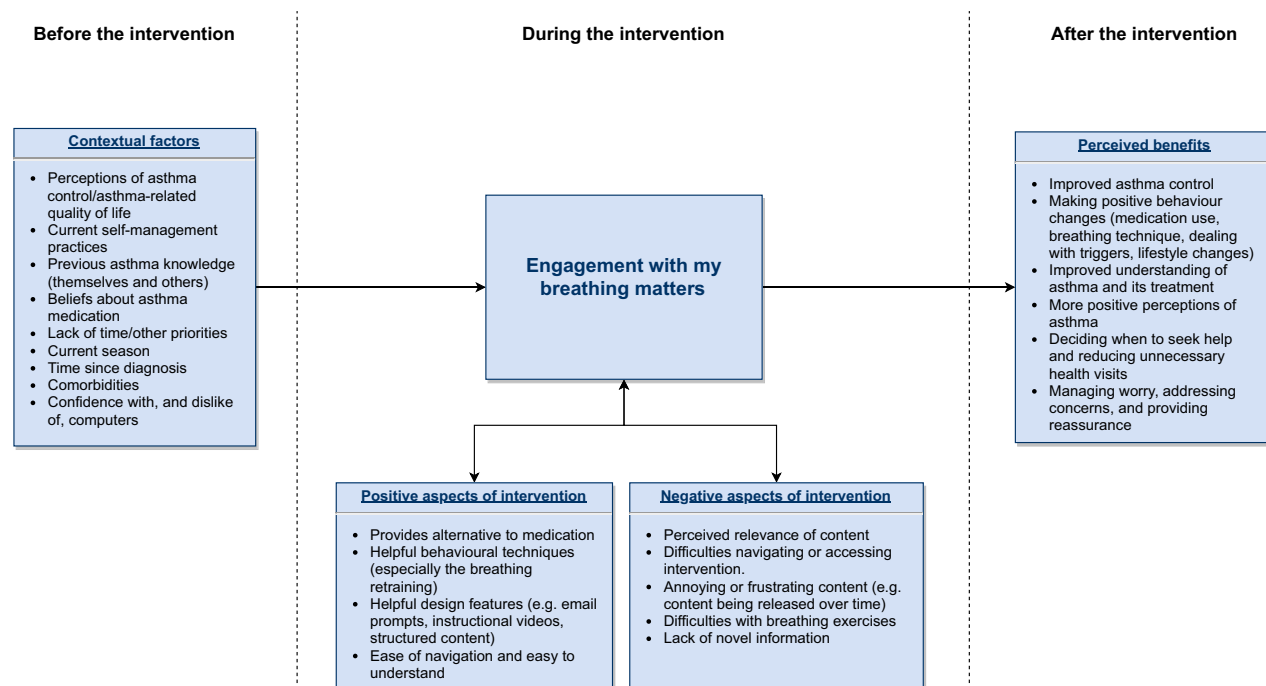 Before the intervention
During the intervention
After the intervention
Contextual factors
• Perceptions of asthma
control/asthma-related
quality of life
• Current self-management
practices
• Previous asthma knowledge
(themselves and others)
• Beliefs about asthma
medication
• Lack of time/other priorities
• Current season
• Time since diagnosis
• Comorbidities
• Confidence with, and dislike
of, computers
Engagement with my
breathing matters
Positive aspects of intervention
• Provides alternative to medication
• Helpful behavioural techniques
(especially the breathing
retraining)
• Helpful design features (e.g. email
prompts, instructional videos,
structured content)
• Ease of navigation and easy to
understand
Negative aspects of intervention
• Perceived relevance of content
• Difficulties navigating or accessing
intervention.
• Annoying or frustrating content (e.g.
content being released over time)
• Difficulties with breathing exercises
• Lack of novel information
Perceived benefits
• Improved asthma control
• Making positive behaviour
changes (medication use,
breathing technique, dealing
with triggers, lifestyle changes)
• Improved understanding of
asthma and its treatment
• More positive perceptions of
asthma
• Deciding when to seek help
and reducing unnecessary
health visits
• Managing worry, addressing
concerns, and providing
reassurance